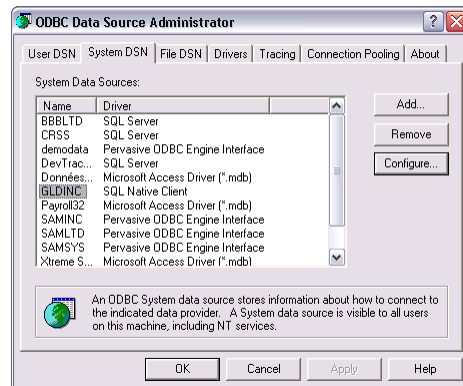 ODBC Data Source Administrator
User DSN System DSN File DSN Drivers Tracing Connection Pooling About
System Data Sources:
Name Driver
BBBLTD SQL Server
CRSS SQL Server
demodata Pervasive ODBC Engine Interface
DevTrac... SQL Server
Données... Microsoft Access Driver (*.mdb)
GLDINC SQL Native Client
Payroll32 Microsoft Access Driver (*.mdb)
SAMINC Pervasive ODBC Engine Interface
SAMLTD Pervasive ODBC Engine Interface
SAMSYS Pervasive ODBC Engine Interface
Xtreme S... Microsoft Access Driver (*.mdb)
Add...
Remove
Configure...
An ODBC System data source stores information about how to connect to
the indicated data provider. A System data source is visible to all users
on this machine, including NT services.
OK Cancel Apply Help